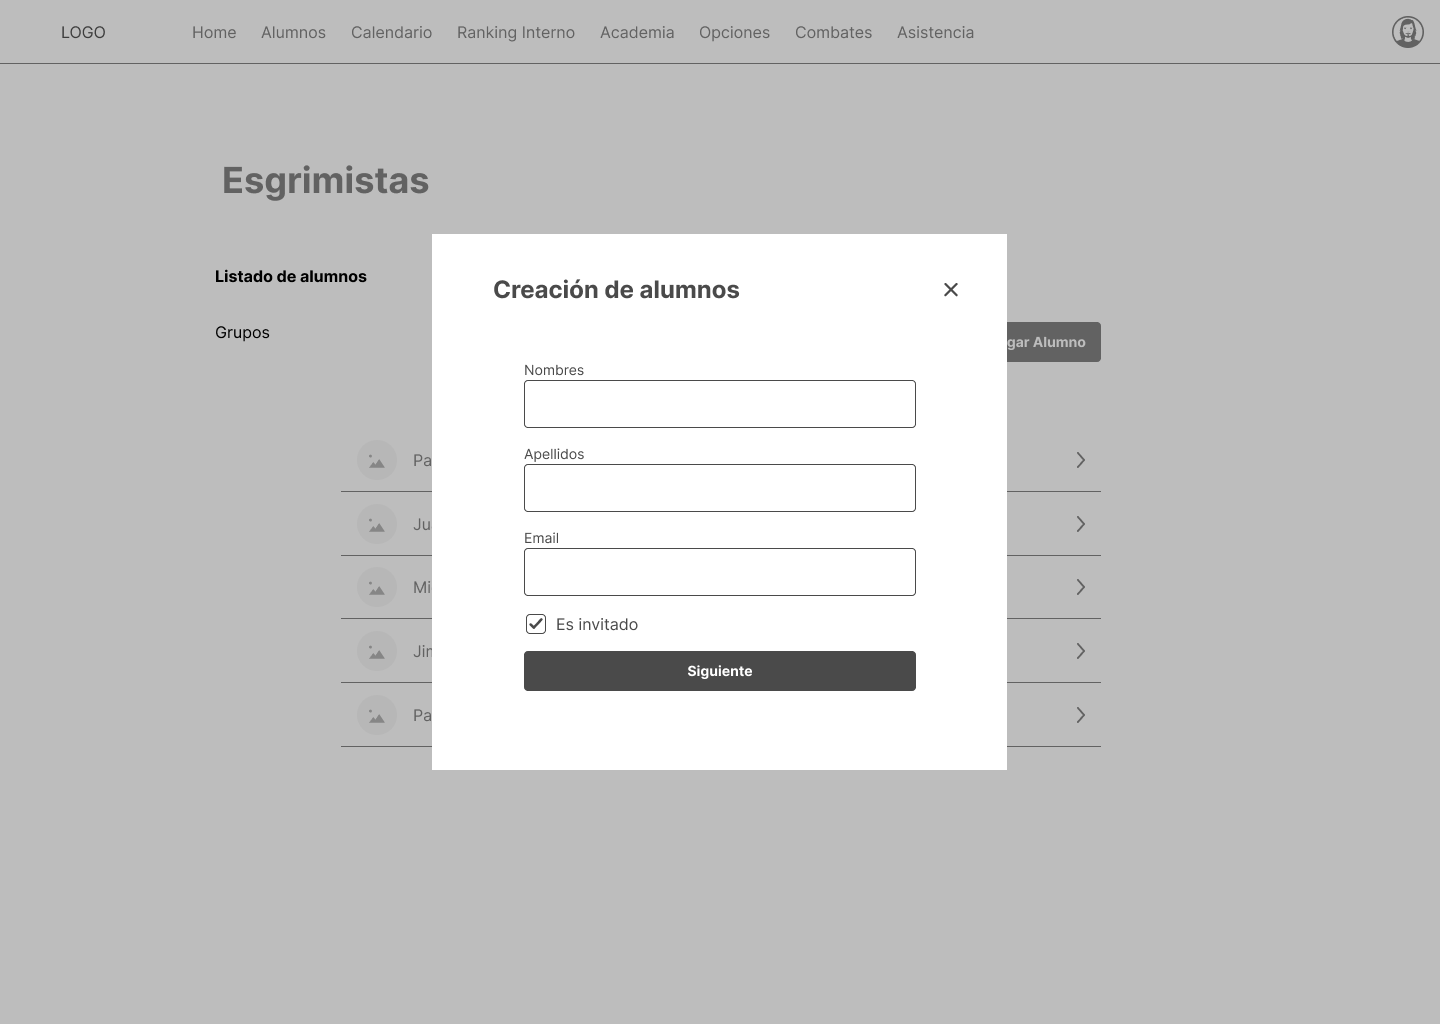 LOGO Home Alumnos Calendario Ranking Interno Academia Opciones Combates Asistencia
Esgrimistas
Listado de alumnos
Grupos
gar Alumno
Creación de alumnos
Nombres
Apellidos
Email
Es invitado
Siguiente
Pa
Ju
Mi
Pa